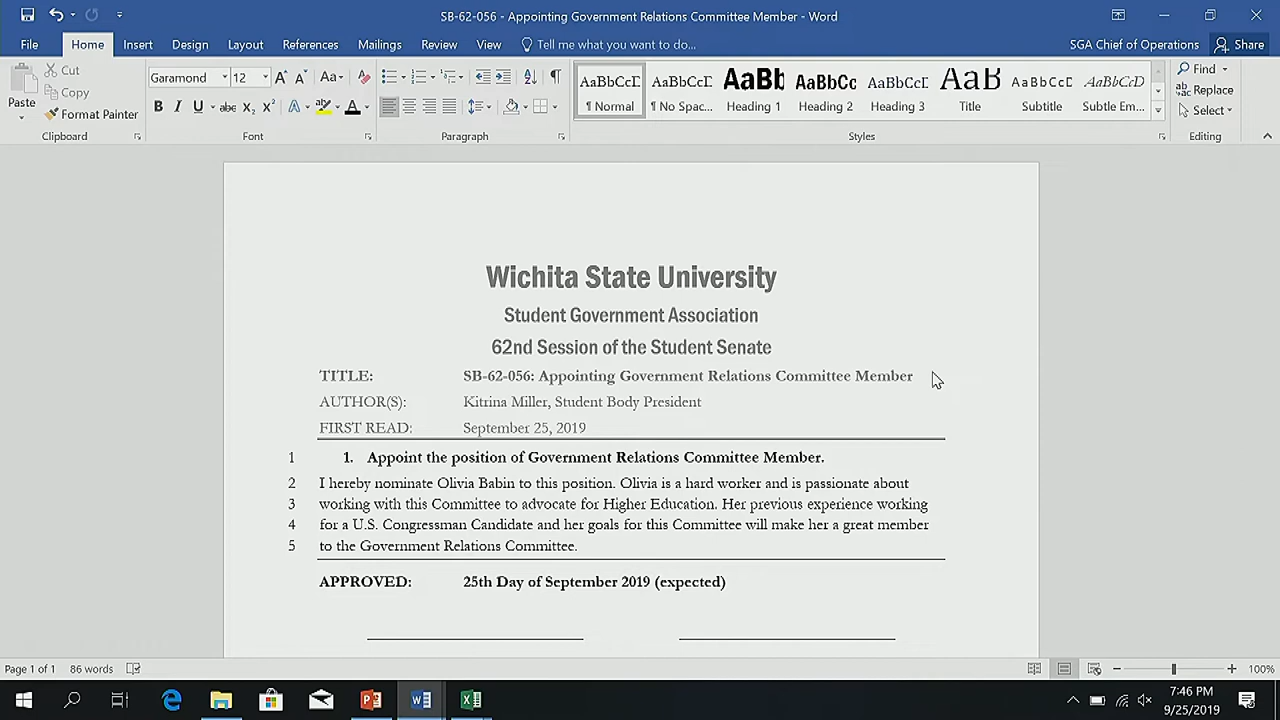 SB-62-056 - Appointing Government Relations Committee Member - Word
File Home Insert Design Layout References Mailings Review View Tell me what you want to do... SGA Chief of Operations Share
Paste
Cut
Copy
Format Painter
Clipboard
Garamond 12
Font
Paragraph
AaBbCcD AaBbCcD AaBb AaBbCc AaBbCcD AaB AaBbCcD AaBbCcD
¶ Normal ¶ No Spac... Heading 1 Heading 2 Heading 3 Title Subtitle Subtle Em...
Styles
Find
Replace
Select
Editing
Wichita State University
Student Government Association
62nd Session of the Student Senate
TITLE: SB-62-056: Appointing Government Relations Committee Member
AUTHOR(S): Kitrina Miller, Student Body President
FIRST READ: September 25, 2019
1 1. Appoint the position of Government Relations Committee Member.
2 I hereby nominate Olivia Babin to this position. Olivia is a hard worker and is passionate about
3 working with this Committee to advocate for Higher Education. Her previous experience working
4 for a U.S. Congressman Candidate and her goals for this Committee will make her a great member
5 to the Government Relations Committee.
APPROVED: 25th Day of September 2019 (expected)
Page 1 of 1 86 words 100%
7:46 PM
9/25/2019